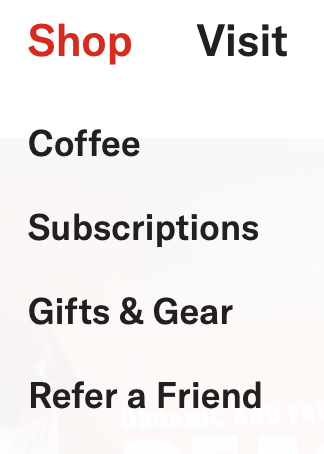 Shop Visit
Coffee
Subscriptions
Gifts & Gear
Refer a Friend